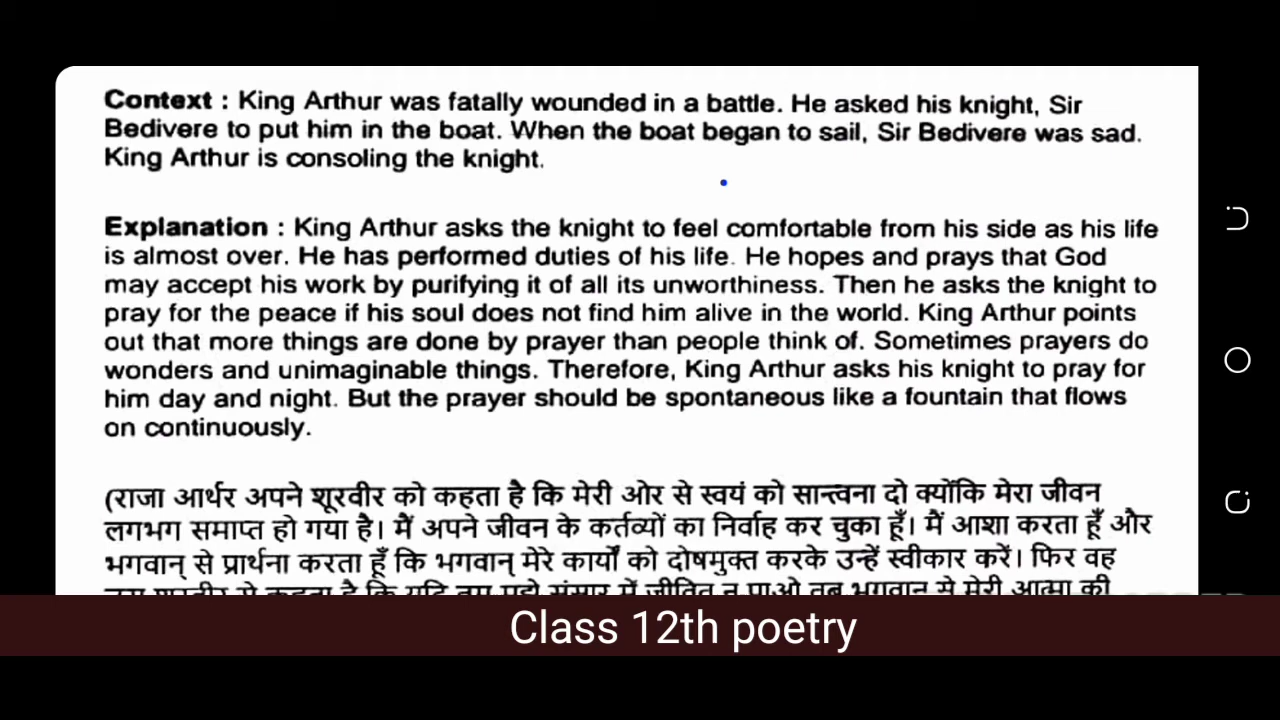 Context : King Arthur was fatally wounded in a battle. He asked his knight, Sir
Bedivere to put him in the boat. When the boat began to sail, Sir Bedivere was sad.
King Arthur is consoling the knight.
Explanation : King Arthur asks the knight to feel comfortable from his side as his life
is almost over. He has performed duties of his life. He hopes and prays that God
may accept his work by purifying it of all its unworthiness. Then he asks the knight to
pray for the peace if his soul does not find him alive in the world. King Arthur points
out that more things are done by prayer than people think of. Sometimes prayers do
wonders and unimaginable things. Therefore, King Arthur asks his knight to pray for
him day and night. But the prayer should be spontaneous like a fountain that flows
on continuously.
(राजा आर्थर अपने शूरवीर को कहता है कि मेरी ओर से स्वयं को सान्त्वना दो क्योंकि मेरा जीवन
लगभग समाप्त हो गया है। मैं अपने जीवन के कर्तव्यों का निर्वाह कर चुका हूँ। मैं आशा करता हूँ और
भगवान् से प्रार्थना करता हूँ कि भगवान् मेरे कार्यों को दोषमुक्त करके उन्हें स्वीकार करें। फिर वह
कहता है कि यदि तुम मुझे संसार में जीवित न पाओ तब भगवान से मेरी आत्मा की
Class 12th poetry